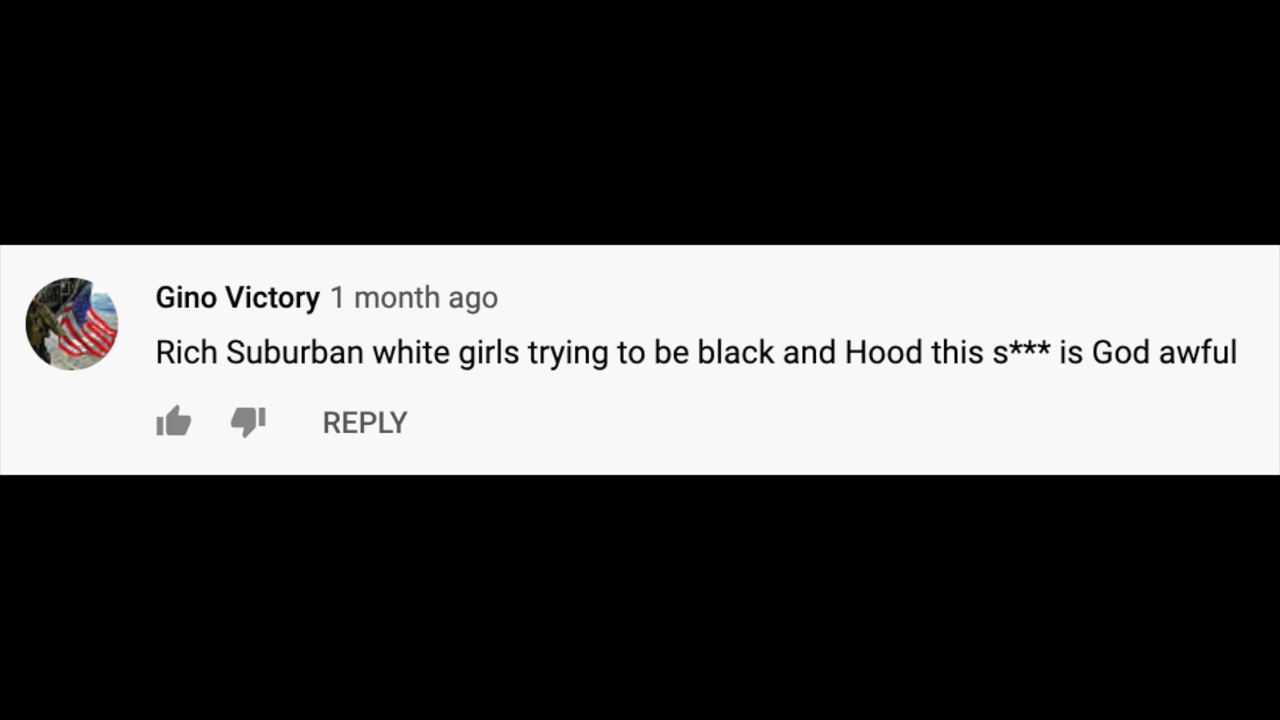 Gino Victory 1 month ago
Rich Suburban white girls trying to be black and Hood this s*** is God awful
REPLY